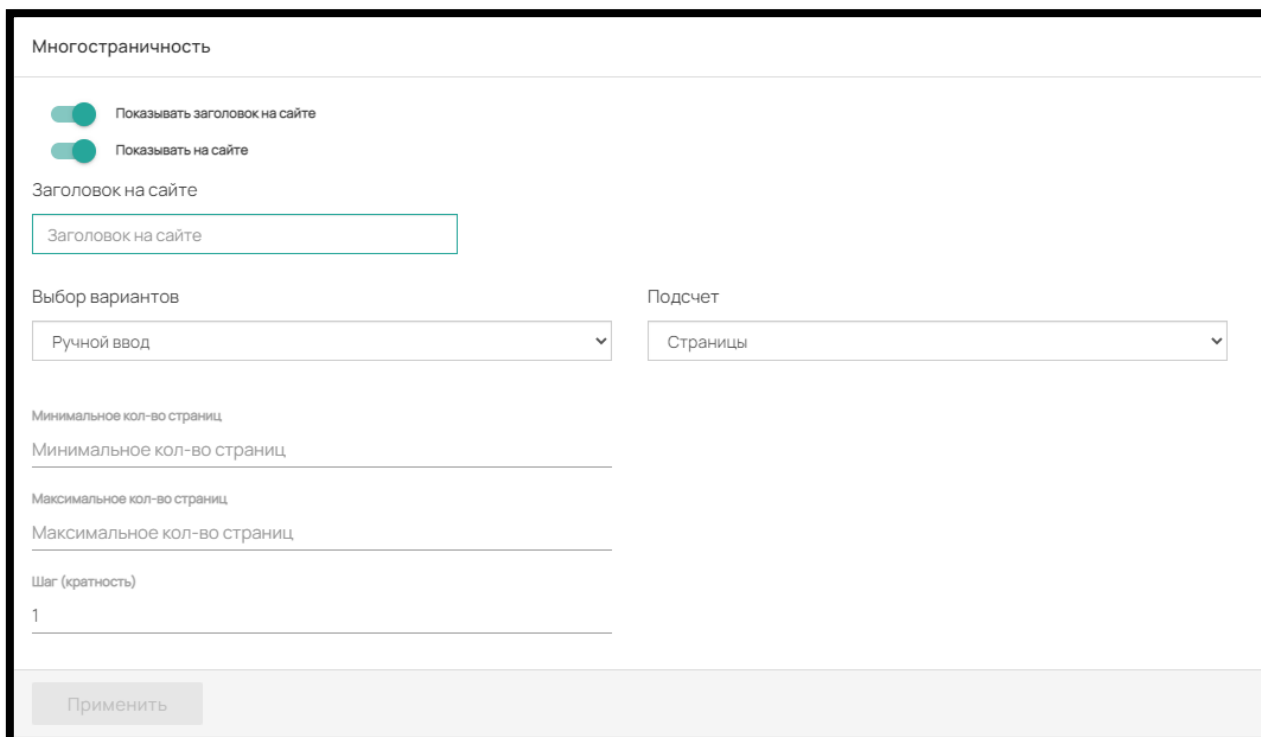 Многостраничность
Показывать заголовок на сайте
Показывать на сайте
Заголовок на сайте
Заголовок на сайте
Выбор вариантов
Подсчет
Ручной ввод
Страницы
Минимальное кол-во страниц
Минимальное кол-во страниц
Максимальное кол-во страниц
Максимальное кол-во страниц
Шаг (кратность)
1
Применить